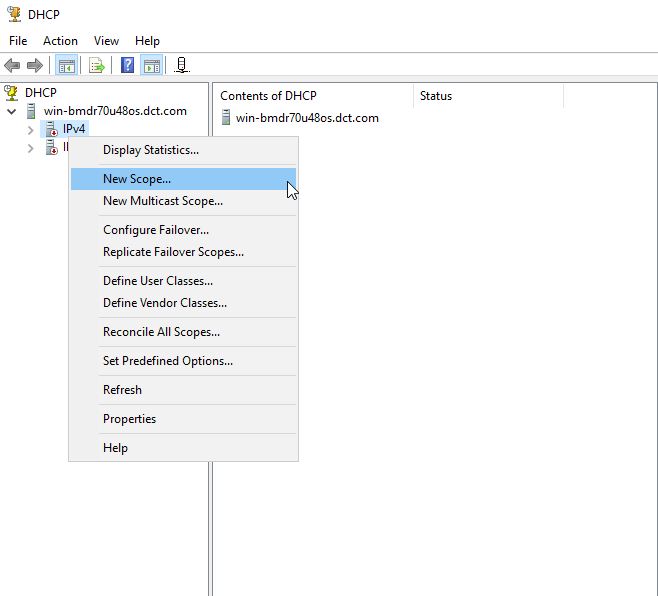 DHCP
File Action View Help
DHCP
win-bmdr70u48os.dct.com
IPv4
Contents of DHCP Status
win-bmdr70u48os.dct.com
Display Statistics...
New Scope...
New Multicast Scope...
Configure Failover...
Replicate Failover Scopes...
Define User Classes...
Define Vendor Classes...
Reconcile All Scopes...
Set Predefined Options...
Refresh
Properties
Help